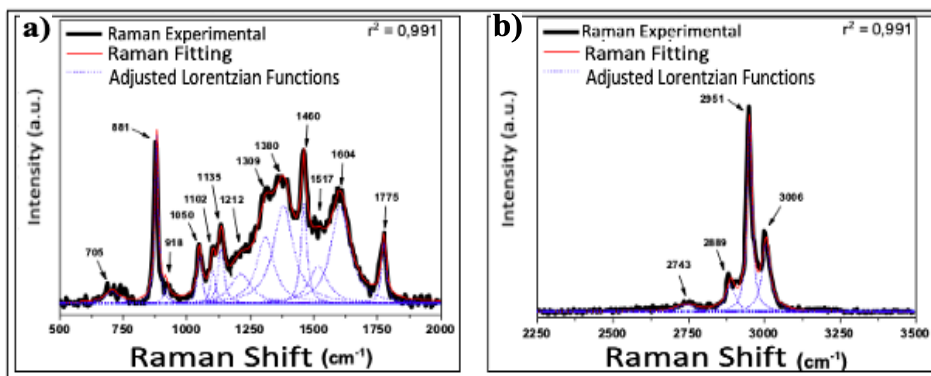 a)
Raman Experimental
r² = 0,991
Raman Fitting
Adjusted Lorentzian Functions
Intensity (a.u.)
705
881
918
1050
1102
1135
1212
1309
1380
1460
1517
1604
1775
500 750 1000 1250 1500 1750 2000
Raman Shift (cm⁻¹)
b)
Raman Experimental
r² = 0,991
Raman Fitting
Adjusted Lorentzian Functions
Intensity (a.u.)
2743
2889
2951
3006
2250 2500 2750 3000 3250 3500
Raman Shift (cm⁻¹)